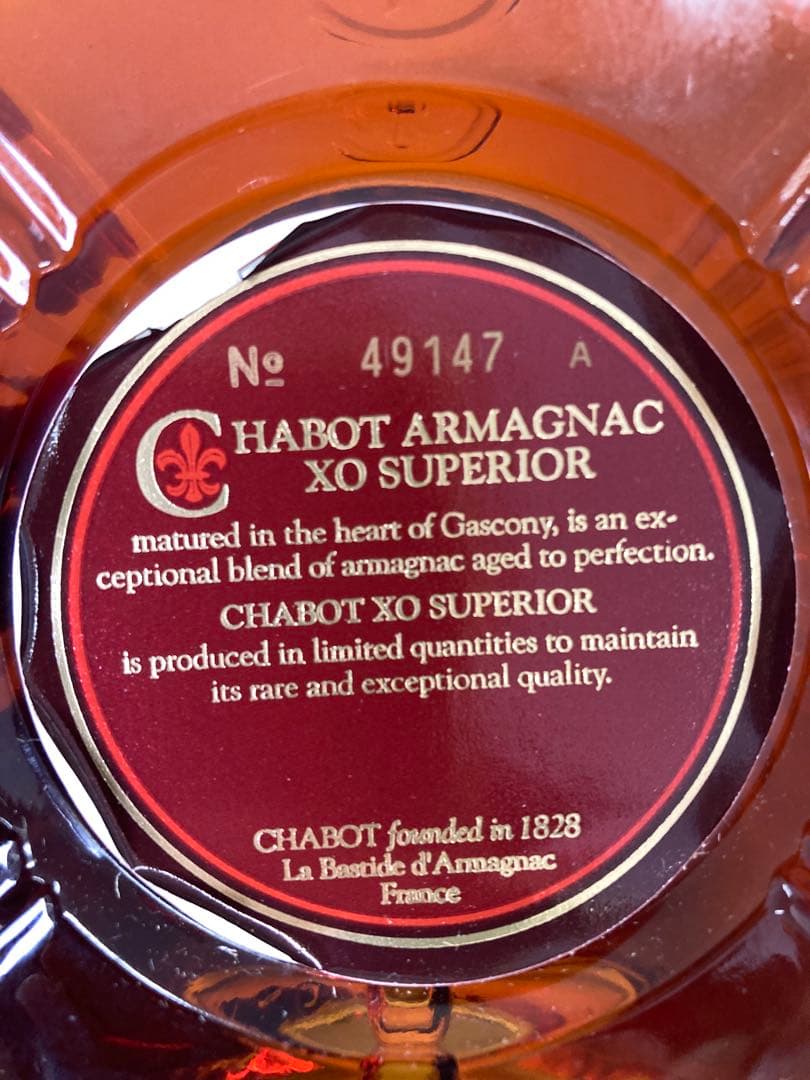 Nº 49147 A
CHABOT ARMAGNAC
XO SUPERIOR
matured in the heart of Gascony, is an ex-
ceptional blend of armagnac aged to perfection.
CHABOT XO SUPERIOR
is produced in limited quantities to maintain
its rare and exceptional quality.
CHABOT founded in 1828
La Bastide d'Armagnac
France